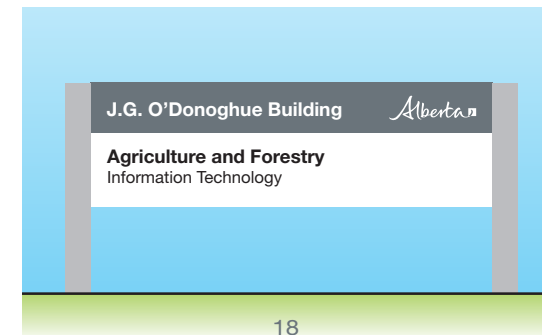 J.G. O’Donoghue Building
Alberta
Agriculture and Forestry
Information Technology
18